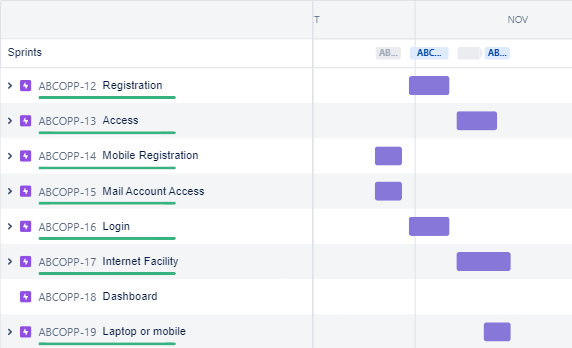 T NOV
Sprints AB... ABC... AB...
ABCOPP-12 Registration
ABCOPP-13 Access
ABCOPP-14 Mobile Registration
ABCOPP-15 Mail Account Access
ABCOPP-16 Login
ABCOPP-17 Internet Facility
ABCOPP-18 Dashboard
ABCOPP-19 Laptop or mobile